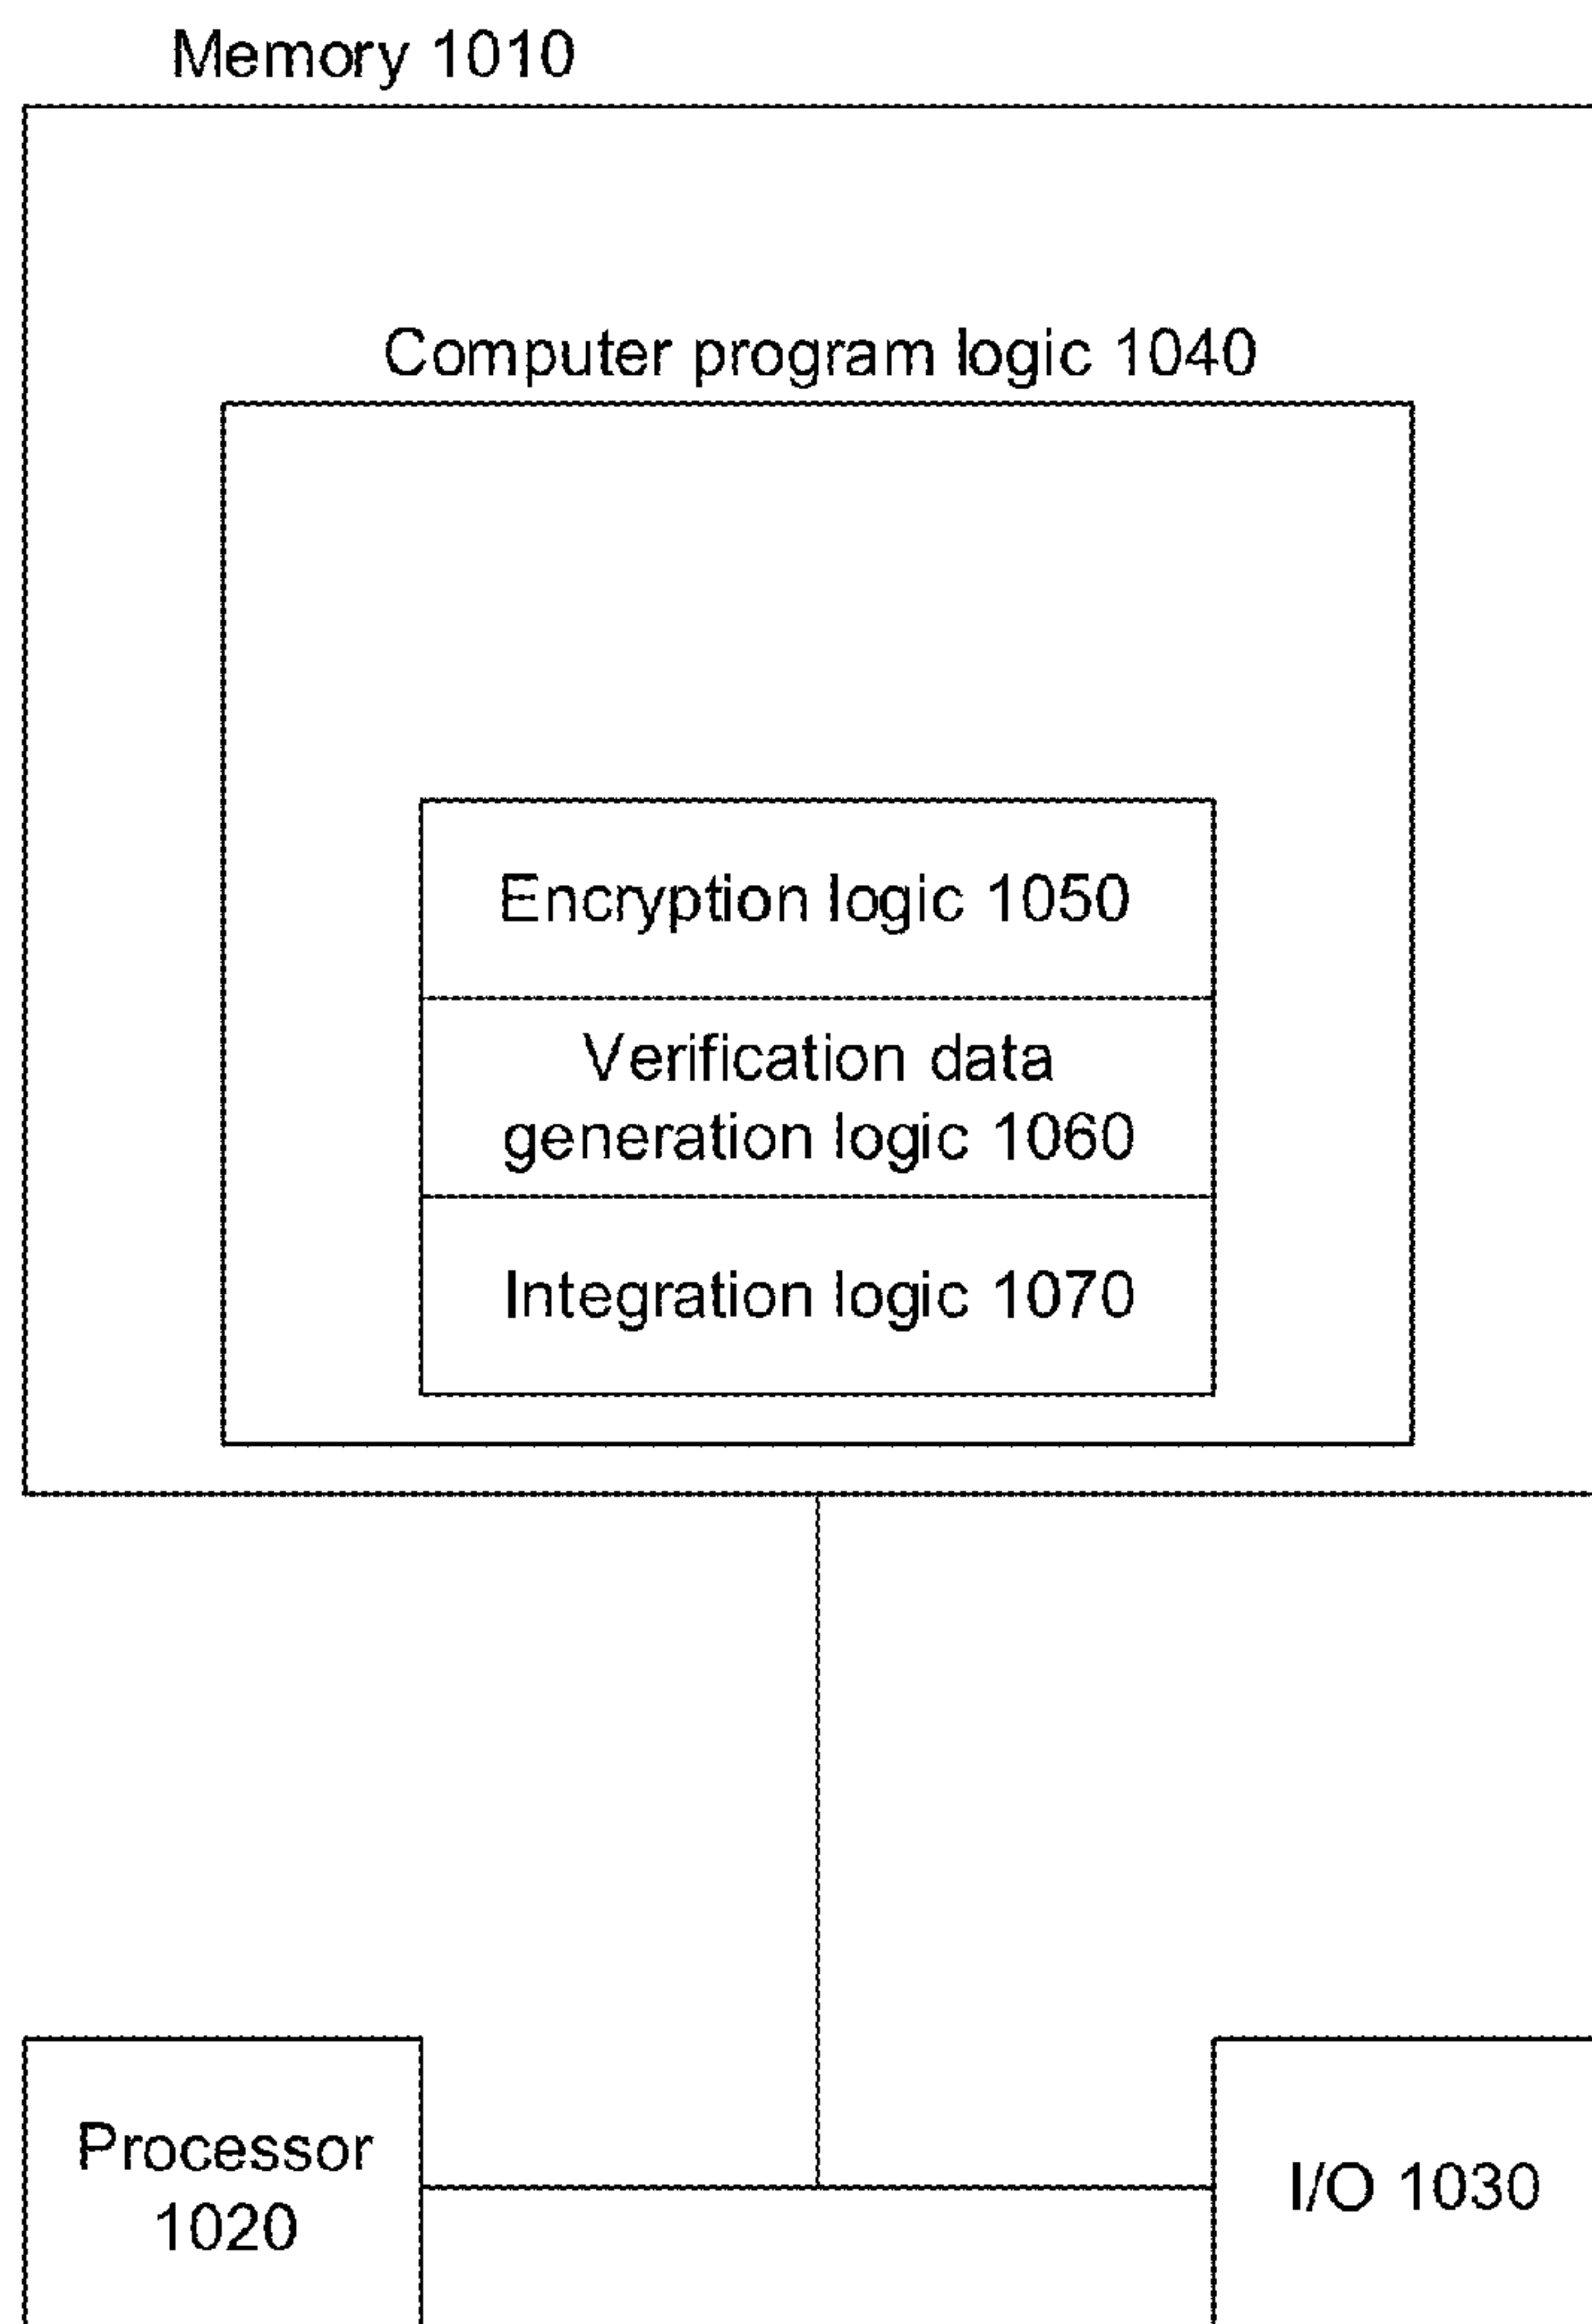 Memory 1010
Computer program logic 1040
Encryption logic 1050
Verification data
generation logic 1060
Integration logic 1070
Processor
1020
I/O 1030